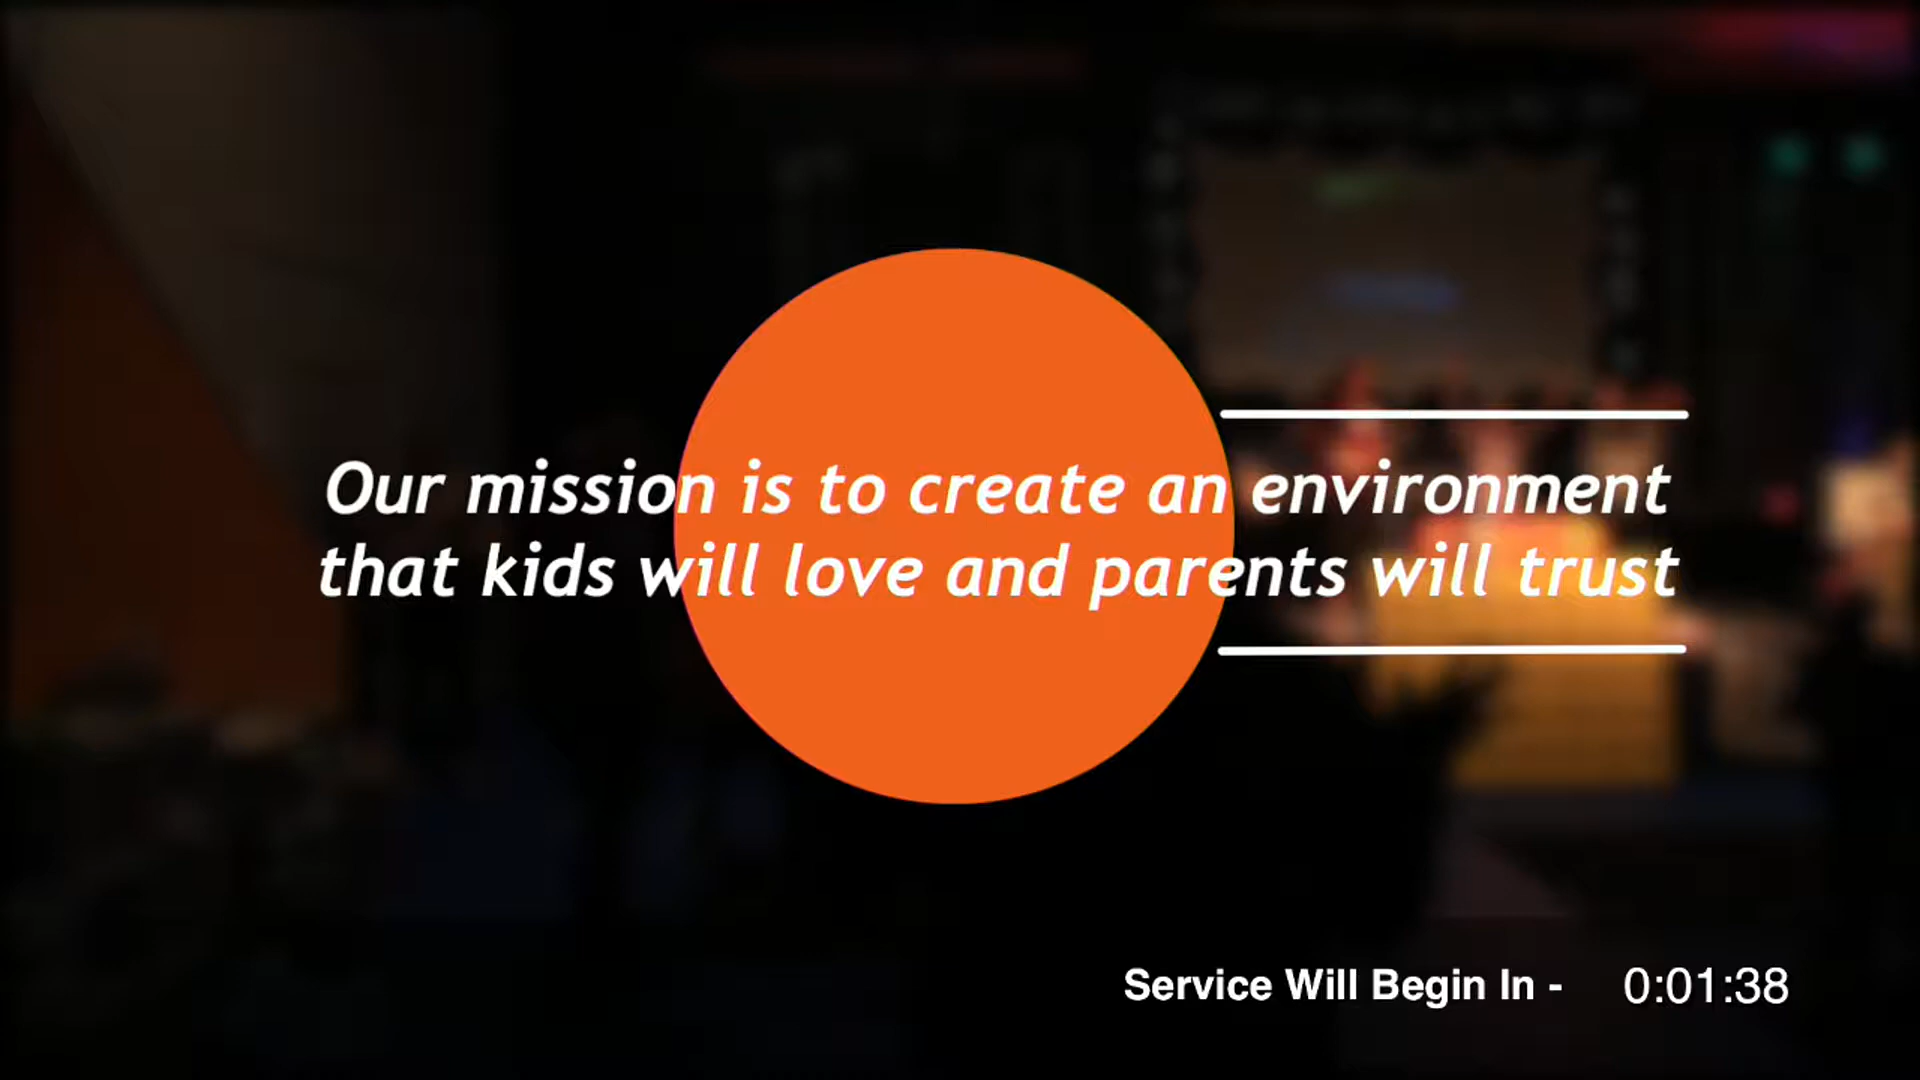 Our mission is to create an environment
that kids will love and parents will trust
Service Will Begin In - 0:01:38